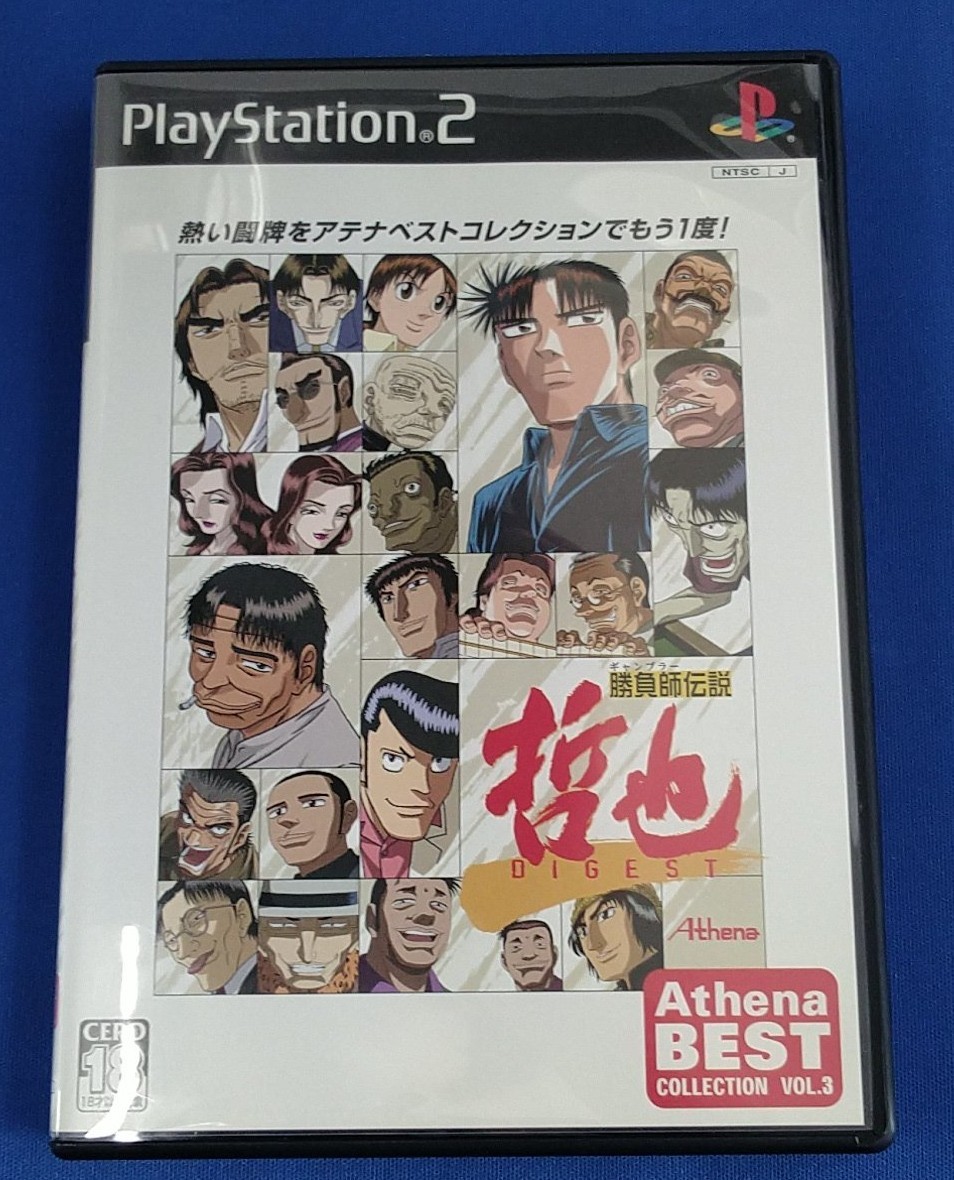 PlayStation®2
NTSC J
熱い闘牌をアテナベストコレクションでもう1度!
ギャンブラー
勝負師伝説
哲也
DIGEST
Athena
Athena
BEST
COLLECTION VOL.3
CERO
18